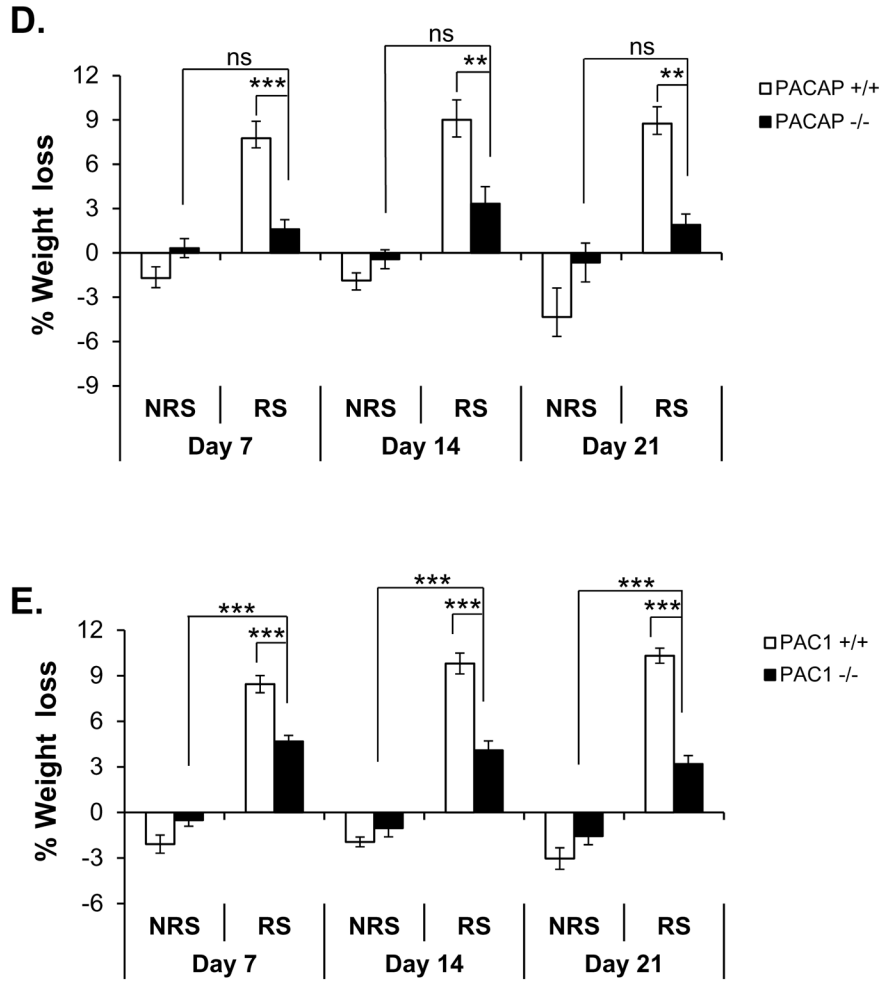 D.
ns
ns
ns
***
**
**
12
9
6
3
0
-3
-6
-9
% Weight loss
PACAP +/+
PACAP -/-
NRS RS NRS RS NRS RS
Day 7 Day 14 Day 21
E.
***
***
***
***
***
***
12
9
6
3
0
-3
-6
% Weight loss
PAC1 +/+
PAC1 -/-
NRS RS NRS RS NRS RS
Day 7 Day 14 Day 21